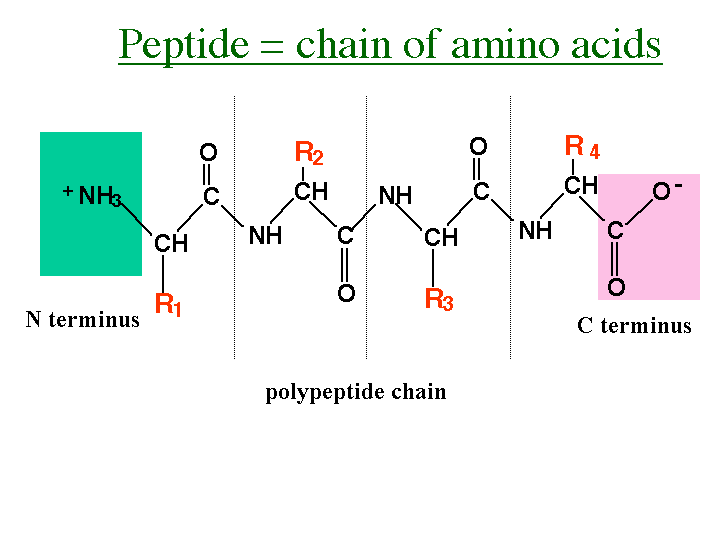 Peptide = chain of amino acids
O R2 O R 4
+NH3 C CH NH C CH O-
CH NH C CH NH C
R1 O R3 O
N terminus C terminus
polypeptide chain